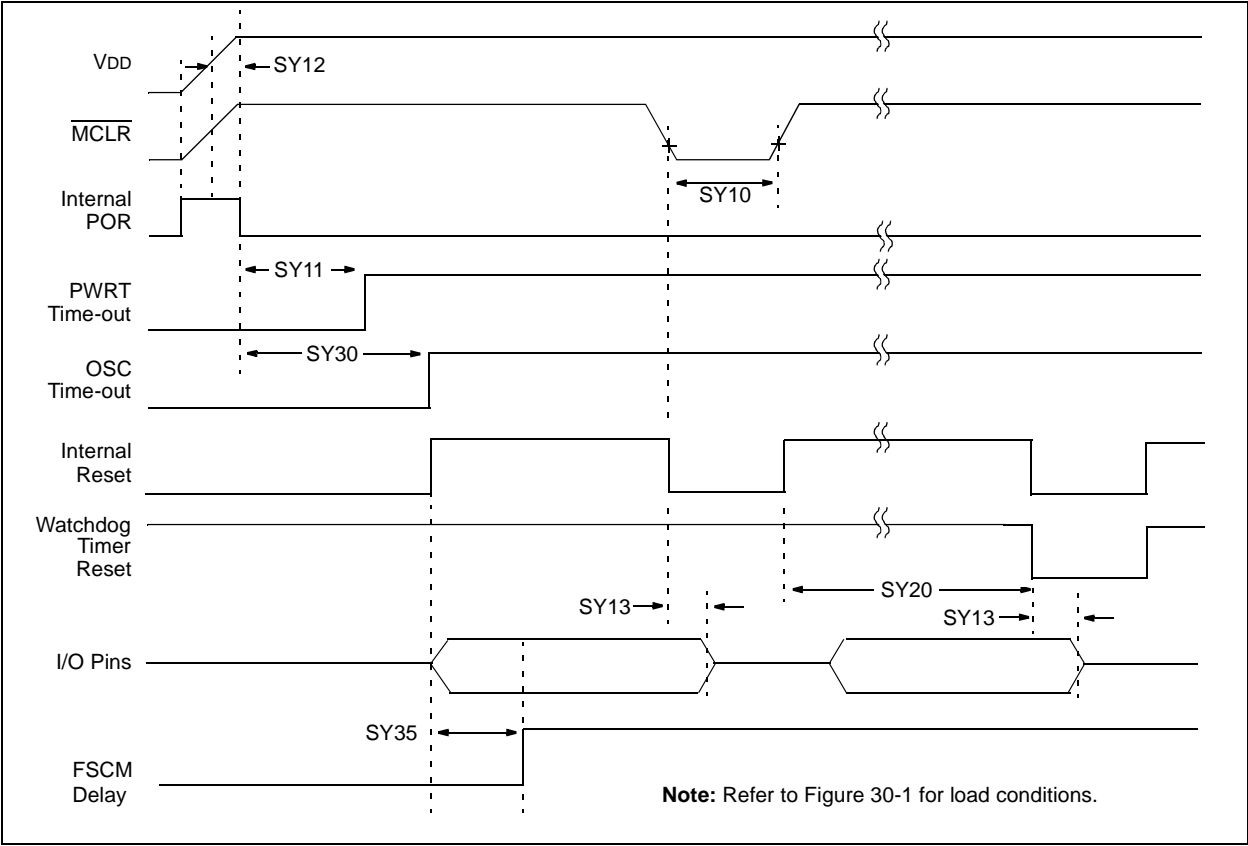 VDD
SY12
MCLR
SY10
Internal
POR
SY11
PWRT
Time-out
SY30
OSC
Time-out
Internal
Reset
Watchdog
Timer
Reset
SY20
SY13
SY13
I/O Pins
SY35
FSCM
Delay
Note: Refer to Figure 30-1 for load conditions.